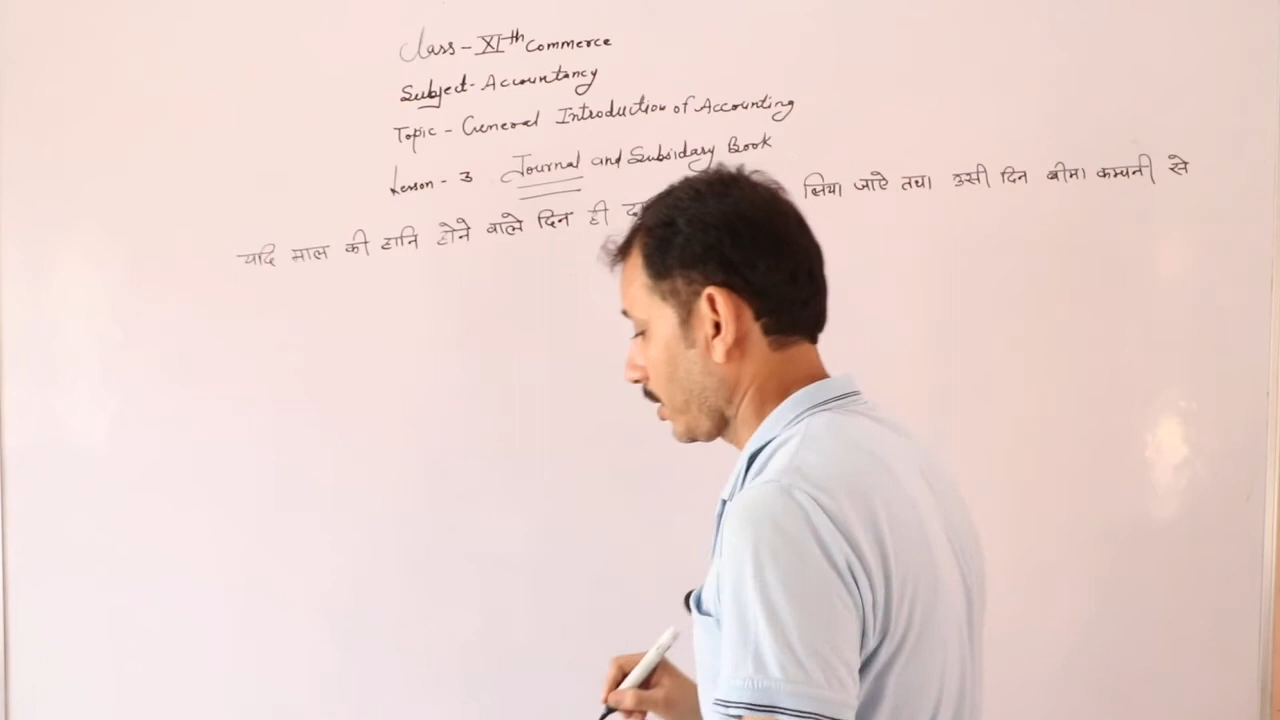 Class - XIth Commerce
Subject - Accountancy
Topic - General Introduction of Accounting
Lesson - 3 Journal and Subsidary Book
यदि माल की हानि होने वाले दिन ही लिया जाऐ तथा उसी दिन बीमा कम्पनी से